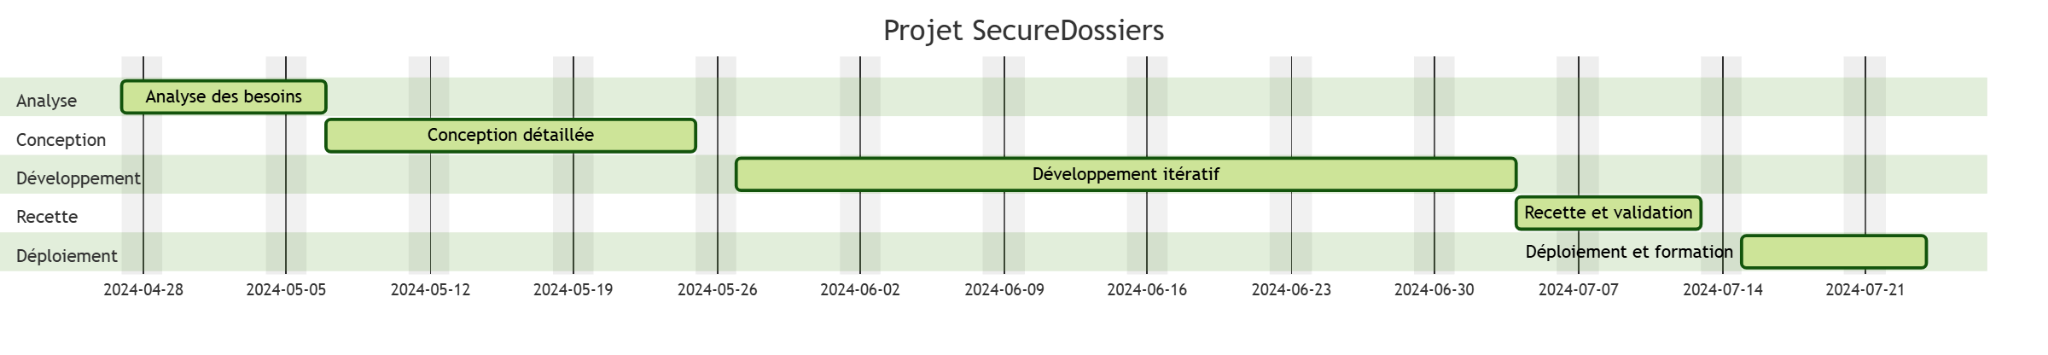 Projet SecureDossiers
Analyse
Analyse des besoins
Conception
Conception détaillée
Développement
Développement itératif
Recette
Recette et validation
Déploiement
Déploiement et formation
2024-04-28
2024-05-05
2024-05-12
2024-05-19
2024-05-26
2024-06-02
2024-06-09
2024-06-16
2024-06-23
2024-06-30
2024-07-07
2024-07-14
2024-07-21